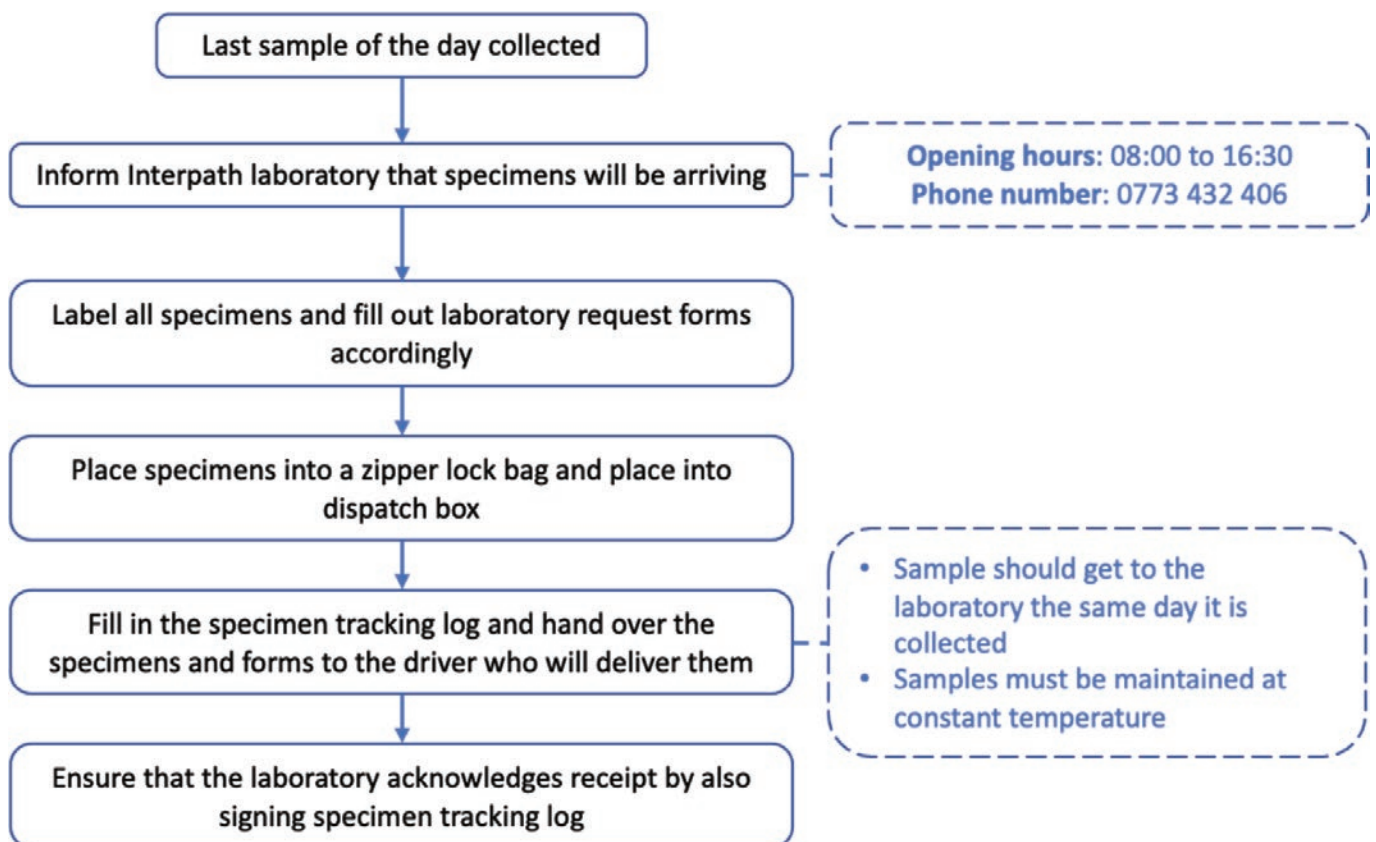 Last sample of the day collected
Inform Interpath laboratory that specimens will be arriving
Opening hours: 08:00 to 16:30
Phone number: 0773 432 406
Label all specimens and fill out laboratory request forms
accordingly
Place specimens into a zipper lock bag and place into
dispatch box
Fill in the specimen tracking log and hand over the
specimens and forms to the driver who will deliver them
• Sample should get to the
laboratory the same day it is
collected
• Samples must be maintained at
constant temperature
Ensure that the laboratory acknowledges receipt by also
signing specimen tracking log